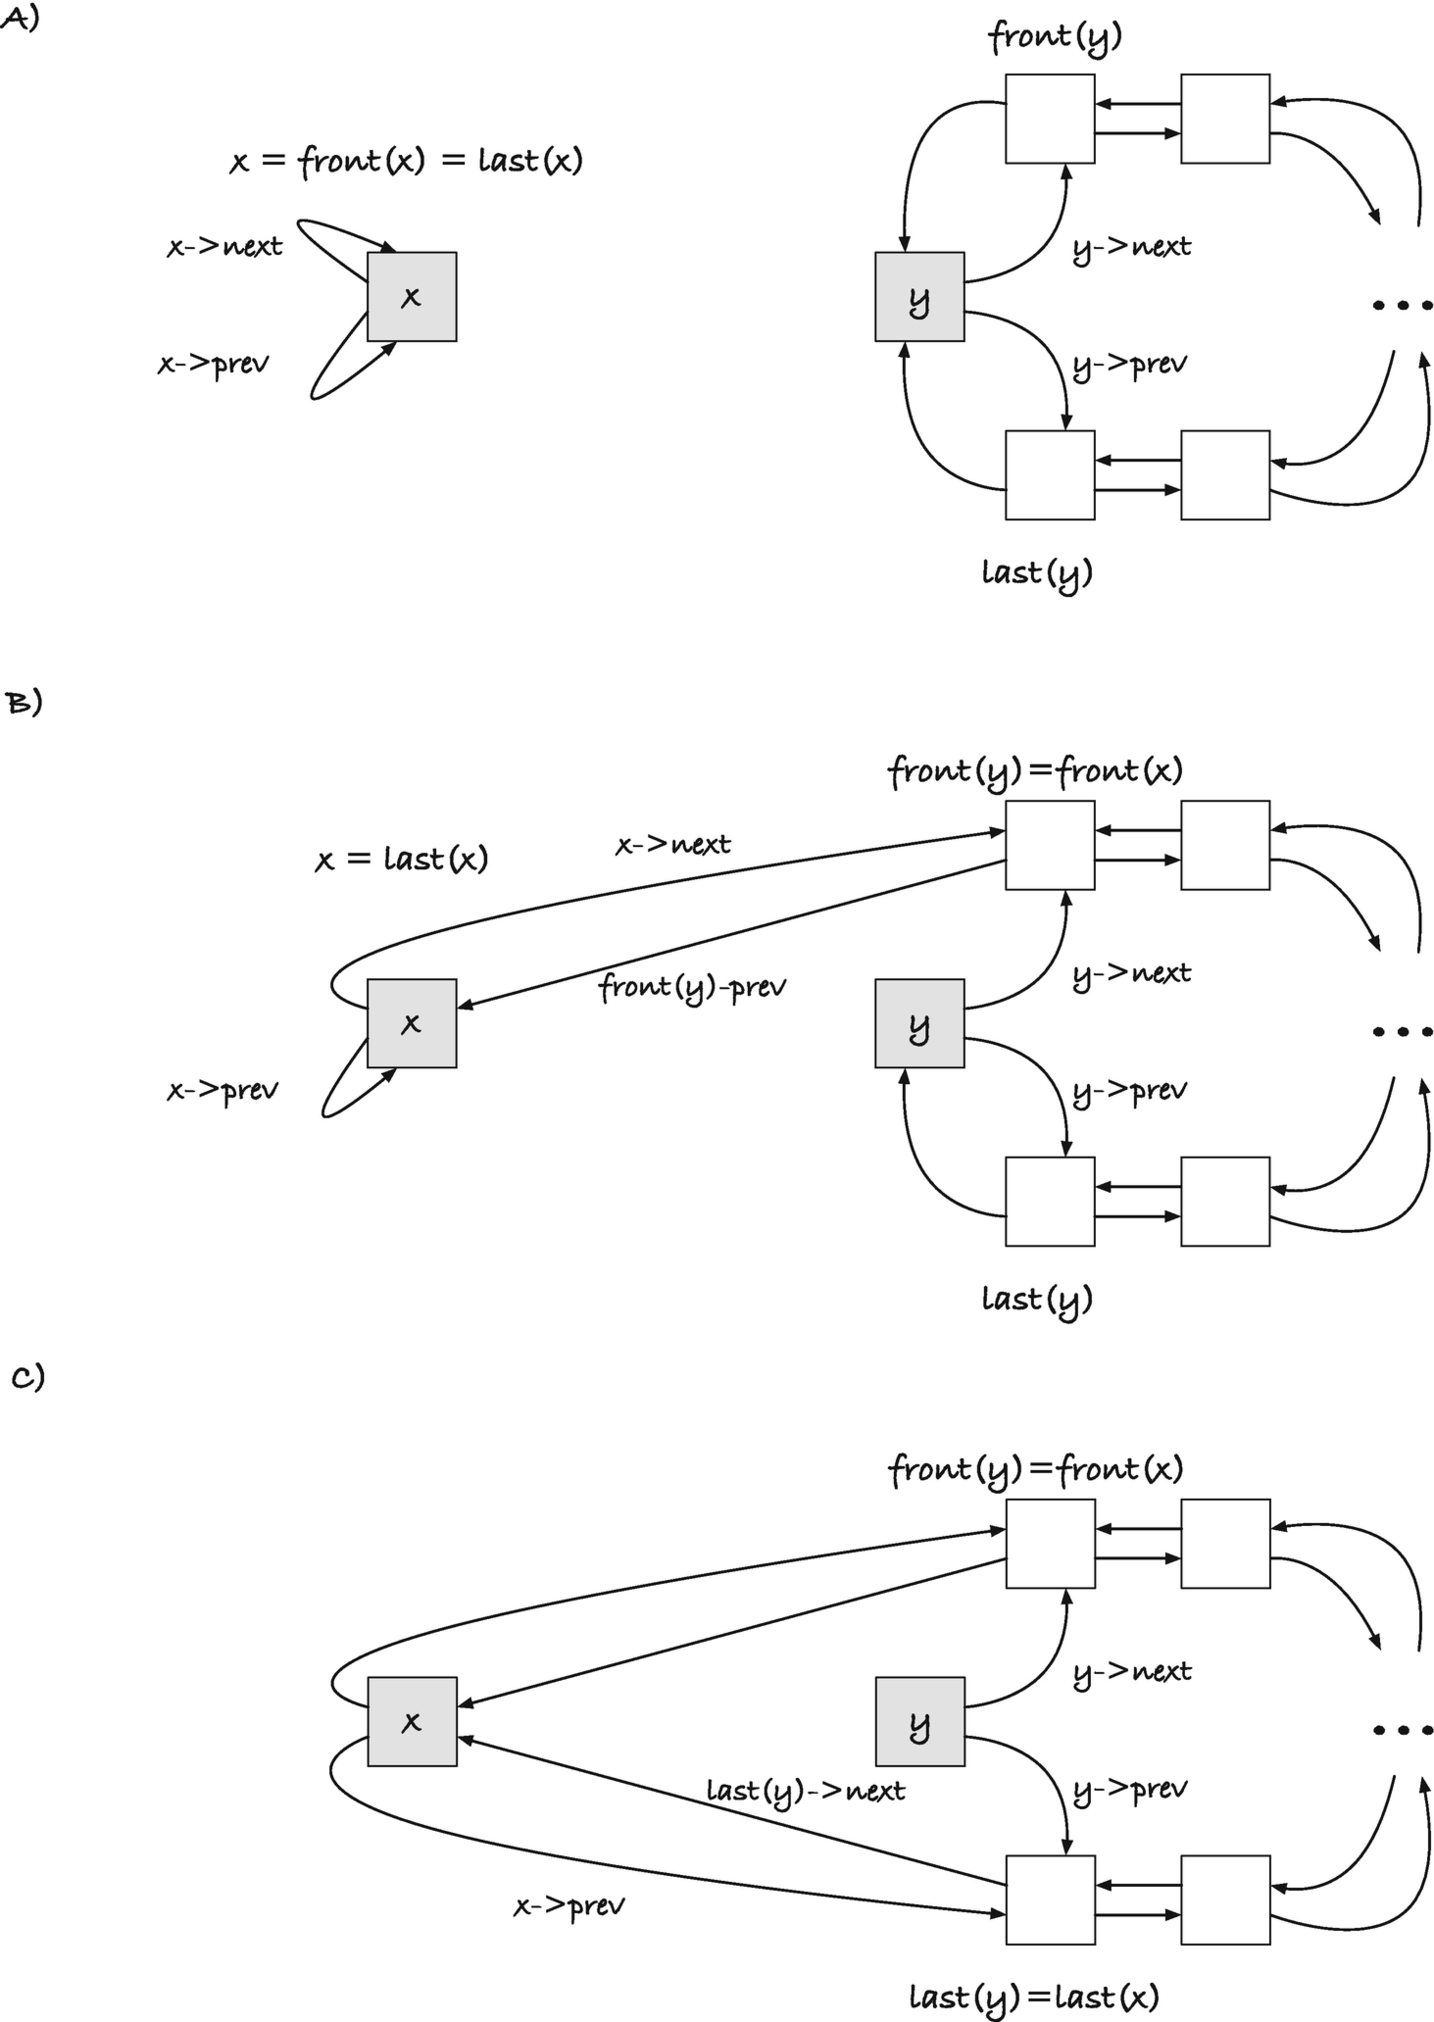 A)
front(y)
x = front(x) = last(x)
x->next
y->next
x
y
...
x->prev
y->prev
last(y)
B)
front(y)=front(x)
x->next
x = last(x)
y->next
front(y)-prev
x
y
...
x->prev
y->prev
last(y)
C)
front(y)=front(x)
y->next
x
y
...
last(y)->next
y->prev
x->prev
last(y)=last(x)